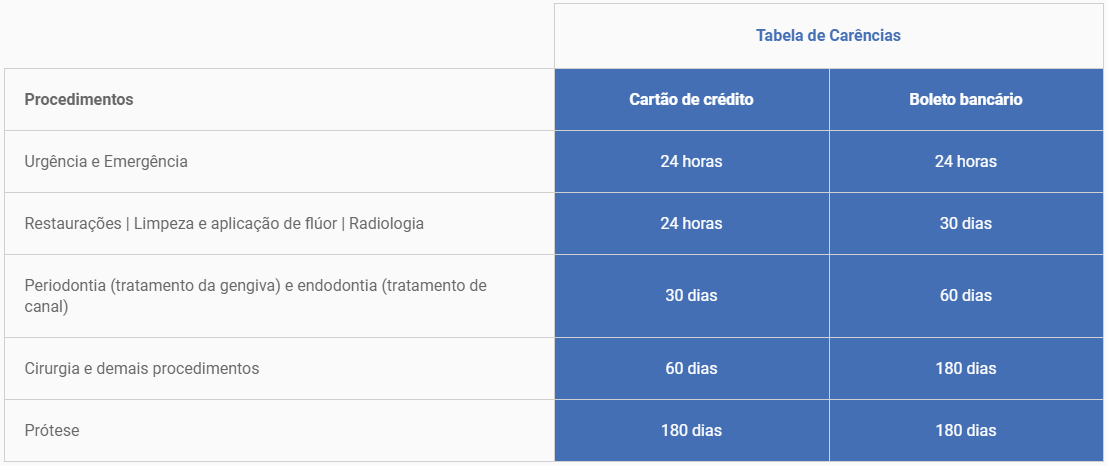 Tabela de Carências
Procedimentos Cartão de crédito Boleto bancário
Urgência e Emergência 24 horas 24 horas
Restaurações | Limpeza e aplicação de flúor | Radiologia 24 horas 30 dias
Periodontia (tratamento da gengiva) e endodontia (tratamento de
canal) 30 dias 60 dias
Cirurgia e demais procedimentos 60 dias 180 dias
Prótese 180 dias 180 dias